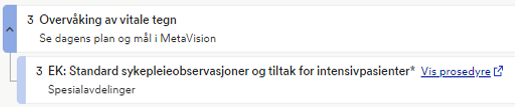 3 Overvåking av vitale tegn
Se dagens plan og mål i MetaVision
3 EK: Standard sykepleieobservasjoner og tiltak for intensivpasienter* Vis prosedyre
Spesialavdelinger